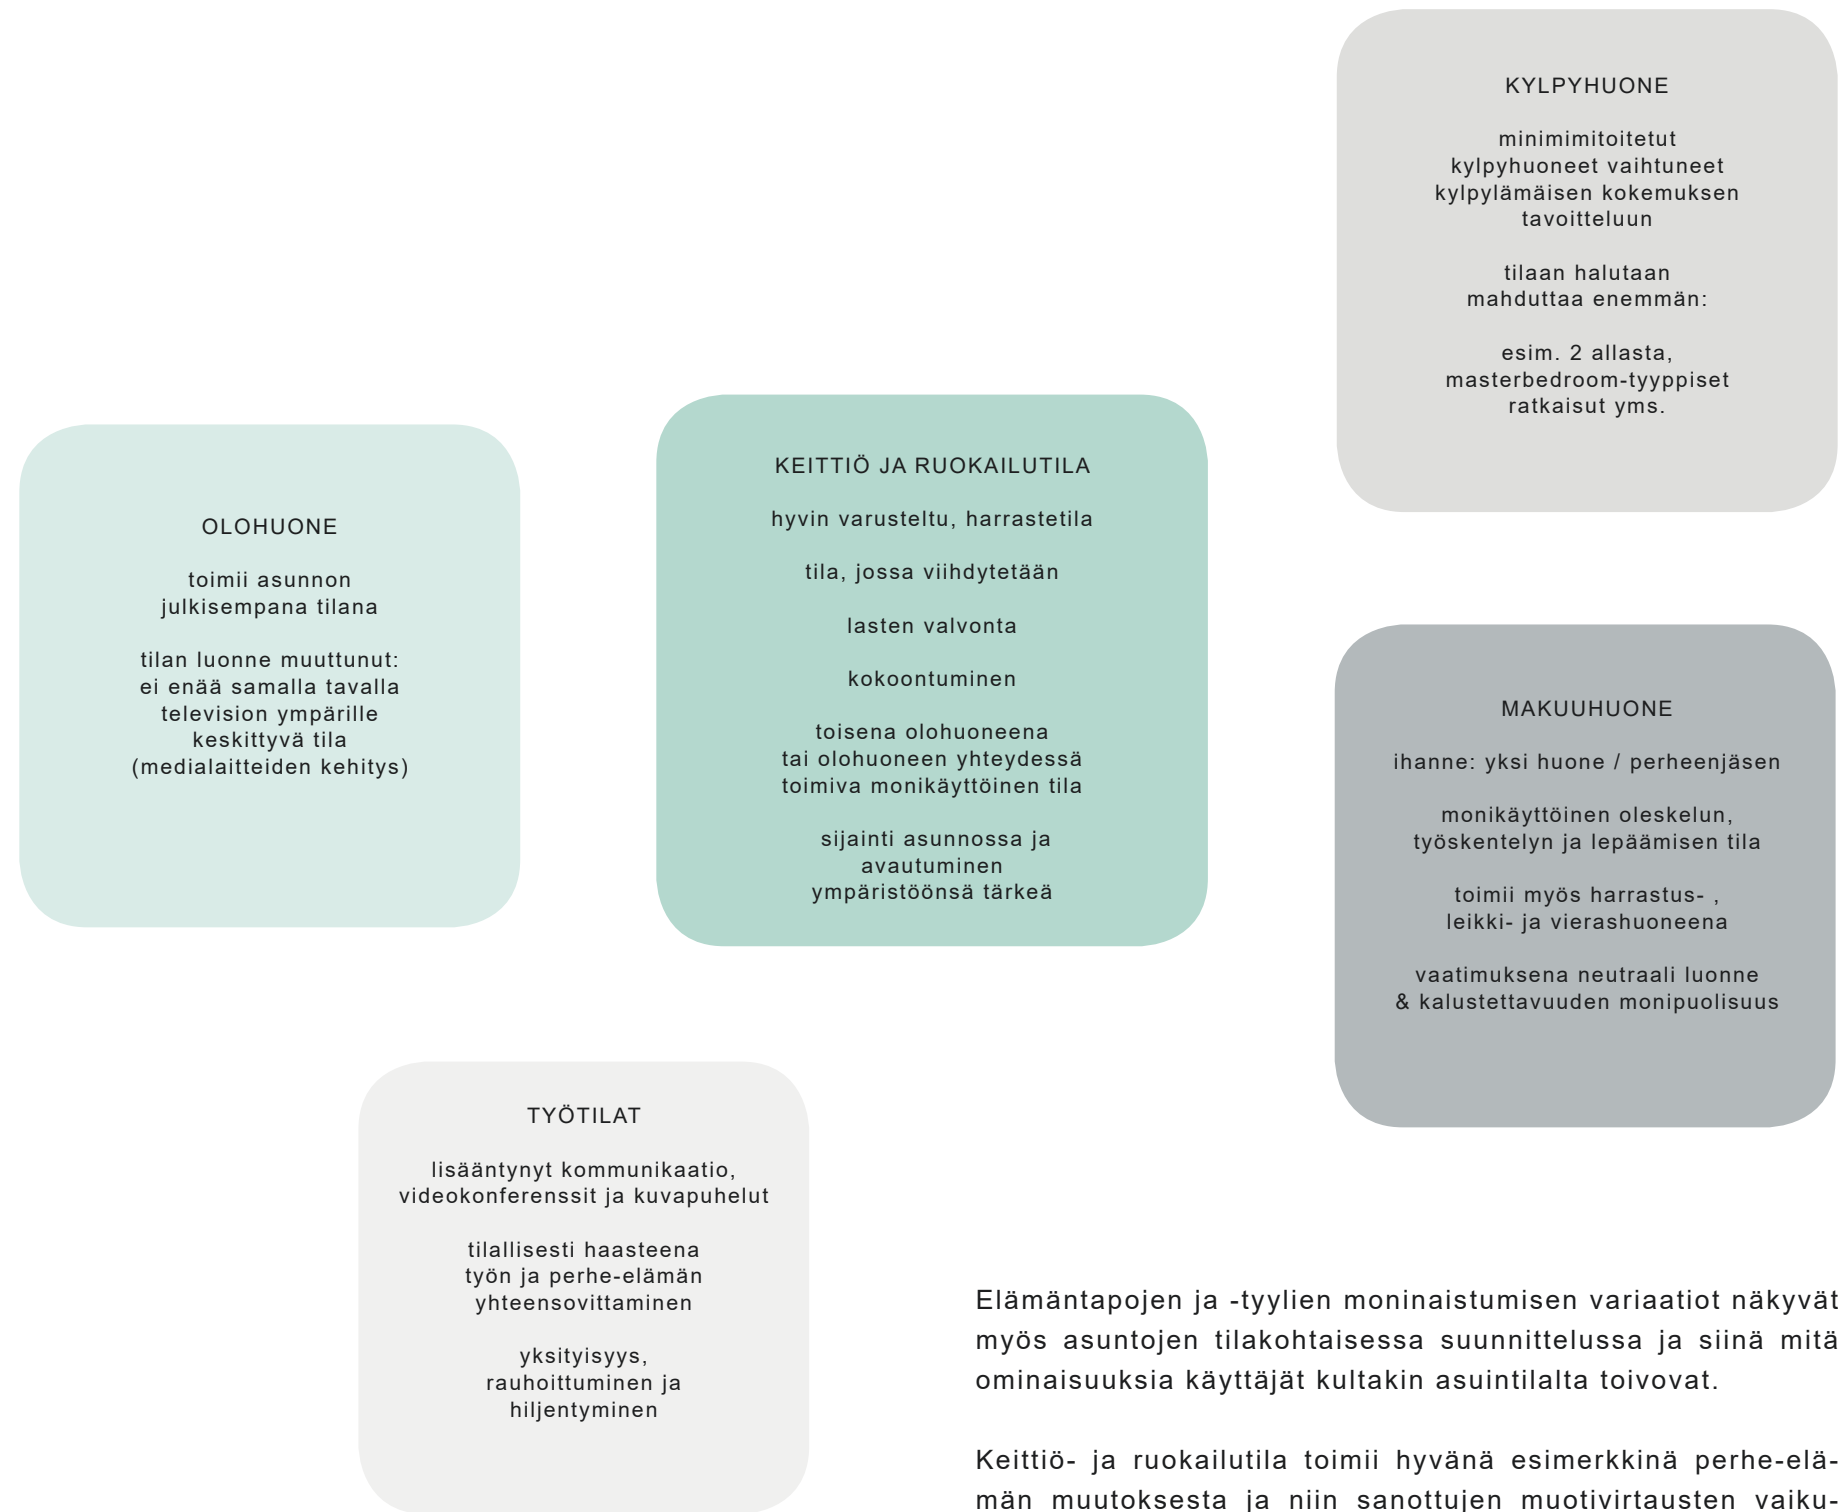 KYLPYHUONE
minimimitoitetut
kylpyhuoneet vaihtuneet
kylpylämäisen kokemuksen
tavoitteluun
tilaan halutaan
mahduttaa enemmän:
esim. 2 allasta,
masterbedroom-tyyppiset
ratkaisut yms.
OLOHUONE
toimii asunnon
julkisempana tilana
tilan luonne muuttunut:
ei enää samalla tavalla
television ympärille
keskittyvä tila
(medialaitteiden kehitys)
KEITTIÖ JA RUOKAILUTILA
hyvin varusteltu, harrastetila
tila, jossa viihdytetään
lasten valvonta
kokoontuminen
toisena olohuoneena
tai olohuoneen yhteydessä
toimiva monikäyttöinen tila
sijainti asunnossa ja
avautuminen
ympäristöönsä tärkeä
MAKUUHUONE
ihanne: yksi huone / perheenjäsen
monikäyttöinen oleskelun,
työskentelyn ja lepäämisen tila
toimii myös harrastus- ,
leikki- ja vierashuoneena
vaatimuksena neutraali luonne
& kalustettavuuden monipuolisuus
TYÖTILAT
lisääntynyt kommunikaatio,
videokonferenssit ja kuvapuhelut
tilallisesti haasteena
työn ja perhe-elämän
yhteensovittaminen
yksityisyys,
rauhoittuminen ja
hiljentyminen
Elämäntapojen ja -tyylien moninaistumisen variaatiot näkyvät
myös asuntojen tilakohtaisessa suunnittelussa ja siinä mitä
ominaisuuksia käyttäjät kultakin asuintilalta toivovat.
Keittiö- ja ruokailutila toimii hyvänä esimerkkinä perhe-elä-
män muutoksesta ja niin sanottujen muotivirtausten vaiku-